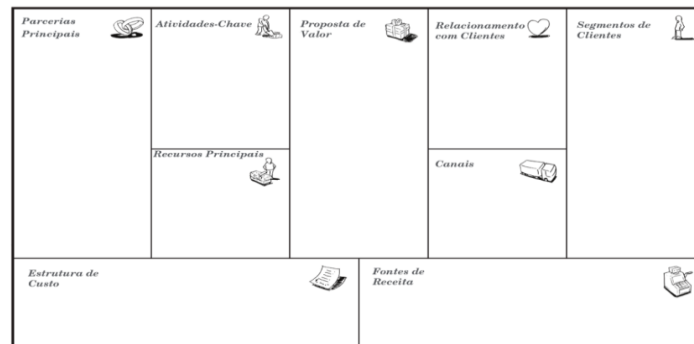 Parcerias
Principais
Atividades-Chave
Recursos Principais
Proposta de
Valor
Relacionamento
com Clientes
Canais
Segmentos de
Clientes
Estrutura de
Custo
Fontes de
Receita